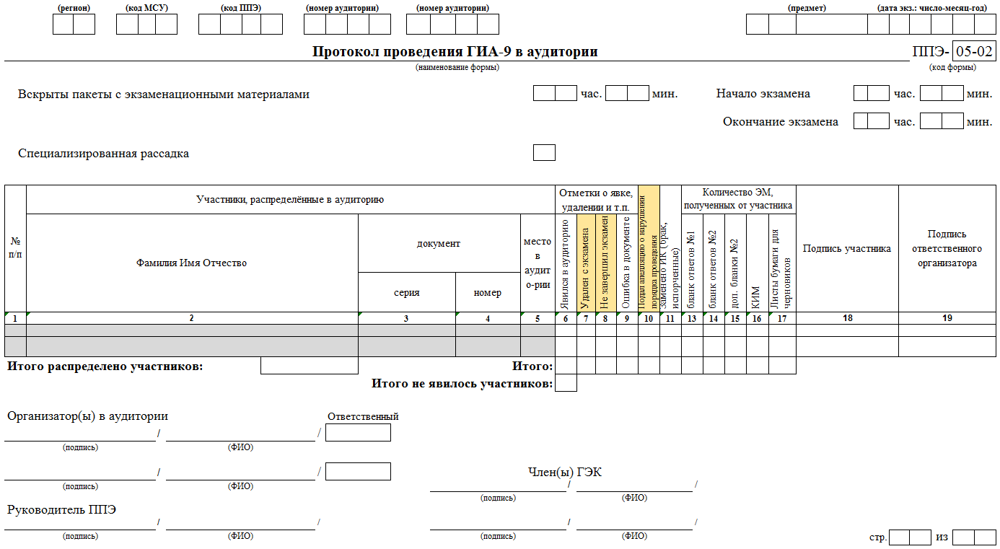 (регион) (код МСУ) (код ППЭ) (номер аудитории) (номер аудитории) (предмет) (дата экз.: число-месяц-год)
Протокол проведения ГИА-9 в аудитории ППЭ- 05-02
(наименование формы) (код формы)
Вскрыты пакеты с экзаменационными материалами час. мин. Начало экзамена час. мин.
Окончание экзамена час. мин.
Специализированная рассадка
№ п/п
Участники, распределённые в аудиторию
Фамилия Имя Отчество
документ
серия
номер
место
в
аудит
о-рии
Отметки о явке,
удалении и т.п.
Явился в аудиторию
Удален с экзамена
Не завершил экзамен
Ошибка в документе
Подал апелляцию о нарушении
порядка проведения
Заменено ИК (брак,
испорченные)
Количество ЭМ,
полученных от участника
бланк ответов №1
бланк ответов №2
доп. бланки №2
КИМ
Листы бумаги для
черновиков
Подпись участника
Подпись
ответственного
организатора
1 2 3 4 5 6 7 8 9 10 11 13 14 15 16 17 18 19
Итого распределено участников: Итого:
Итого не явилось участников:
Организатор(ы) в аудитории Ответственный
/ /
(подпись) (ФИО)
/ /
(подпись) (ФИО)
Член(ы) ГЭК
/ /
(подпись) (ФИО)
Руководитель ППЭ
/ / / /
(подпись) (ФИО) (подпись) (ФИО)
стр. из